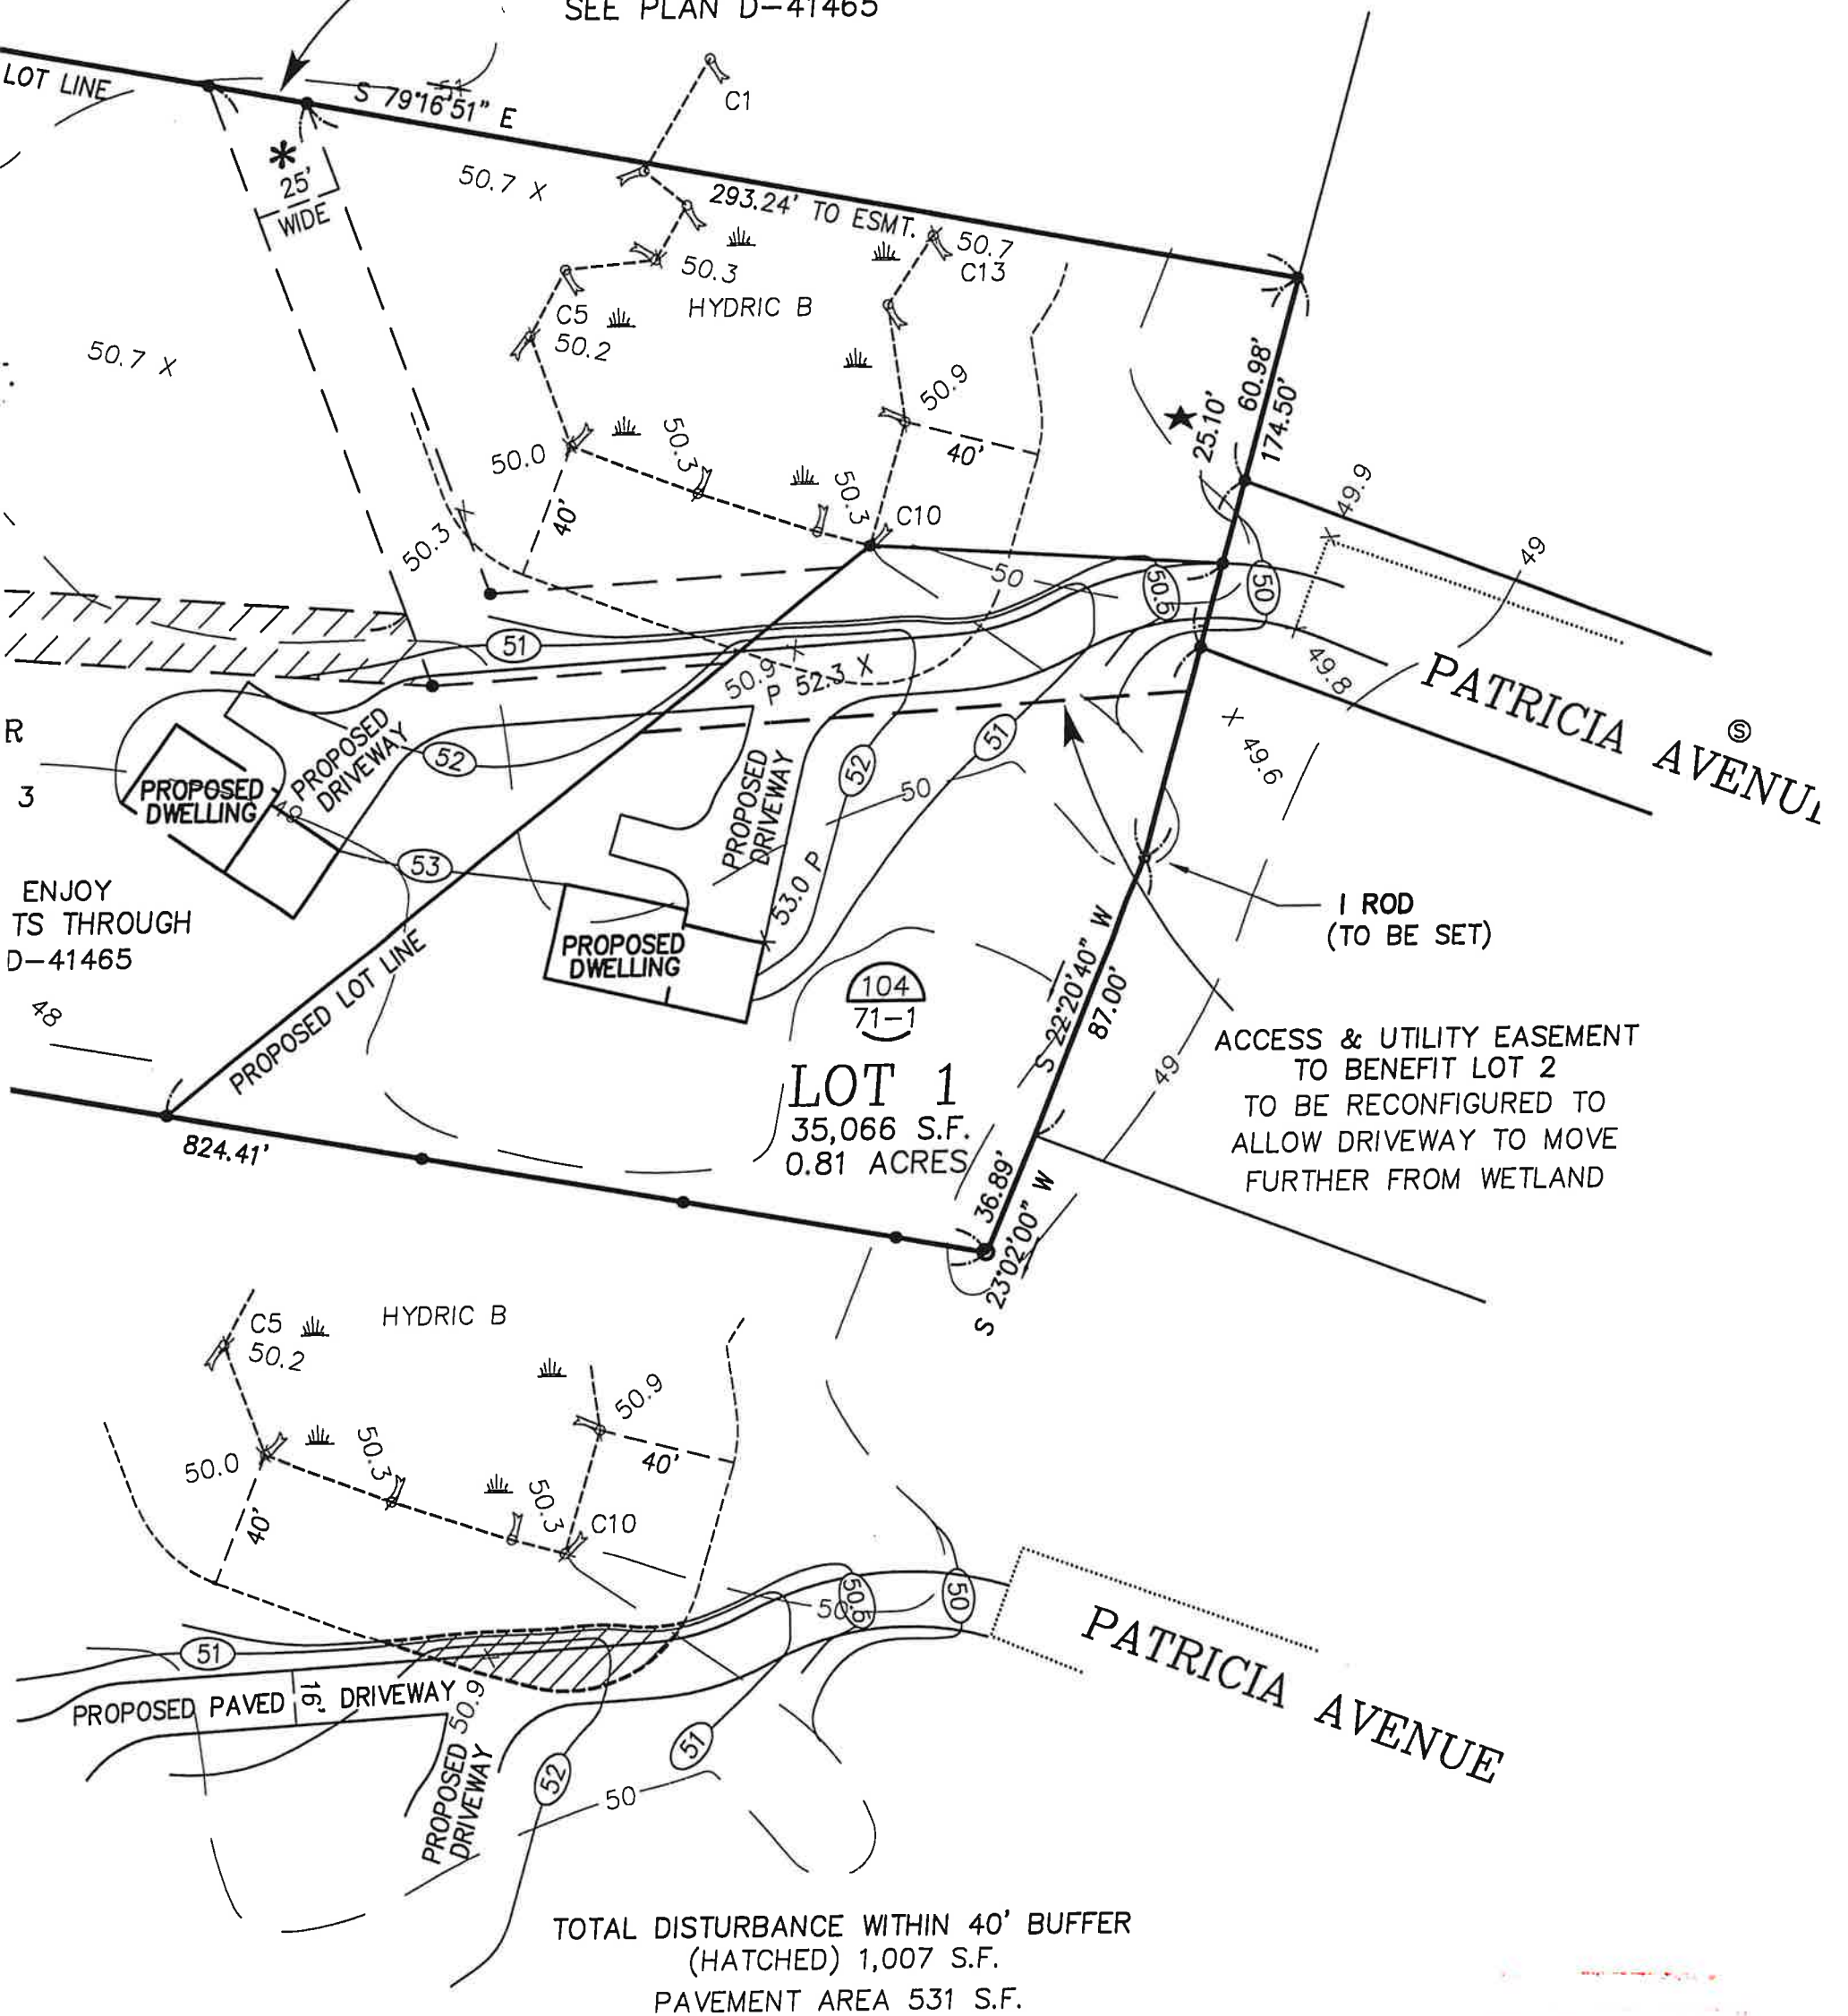 SEE PLAN D-41465
LOT LINE
S 79°16'51" E
51
C1
*
25'
WIDE
50.7 X
293.24' TO ESMT.
50.7
C13
50.3
HYDRIC B
C5
50.2
50.7 X
50.9
40'
60.98'
174.50'
25.10'
★
50.0
50.3
50.3
C10
40'
50.3 X
49.9
49
50
50.5
50
51
50.9 X
P 52.3 X
49.8
PATRICIA AVENU
S
X 49.6
R
3
PROPOSED
DRIVEWAY
52
PROPOSED
DWELLING
48
PROPOSED
DRIVEWAY
52
51
50
53
53.0 P
ENJOY
TS THROUGH
D-41465
48
PROPOSED LOT LINE
PROPOSED
DWELLING
I ROD
(TO BE SET)
104
71-1
LOT 1
35,066 S.F.
0.81 ACRES
S 22°20'40" W
87.00'
49
ACCESS & UTILITY EASEMENT
TO BENEFIT LOT 2
TO BE RECONFIGURED TO
ALLOW DRIVEWAY TO MOVE
FURTHER FROM WETLAND
824.41'
36.89'
S 23°02'00" W
C5
50.2
HYDRIC B
50.9
40'
50.0
50.3
50.3
C10
40'
50
50.5
50
51
PROPOSED PAVED
16'
DRIVEWAY
50.9
PROPOSED
DRIVEWAY
52
51
50
PATRICIA AVENUE
TOTAL DISTURBANCE WITHIN 40' BUFFER
(HATCHED) 1,007 S.F.
PAVEMENT AREA 531 S.F.